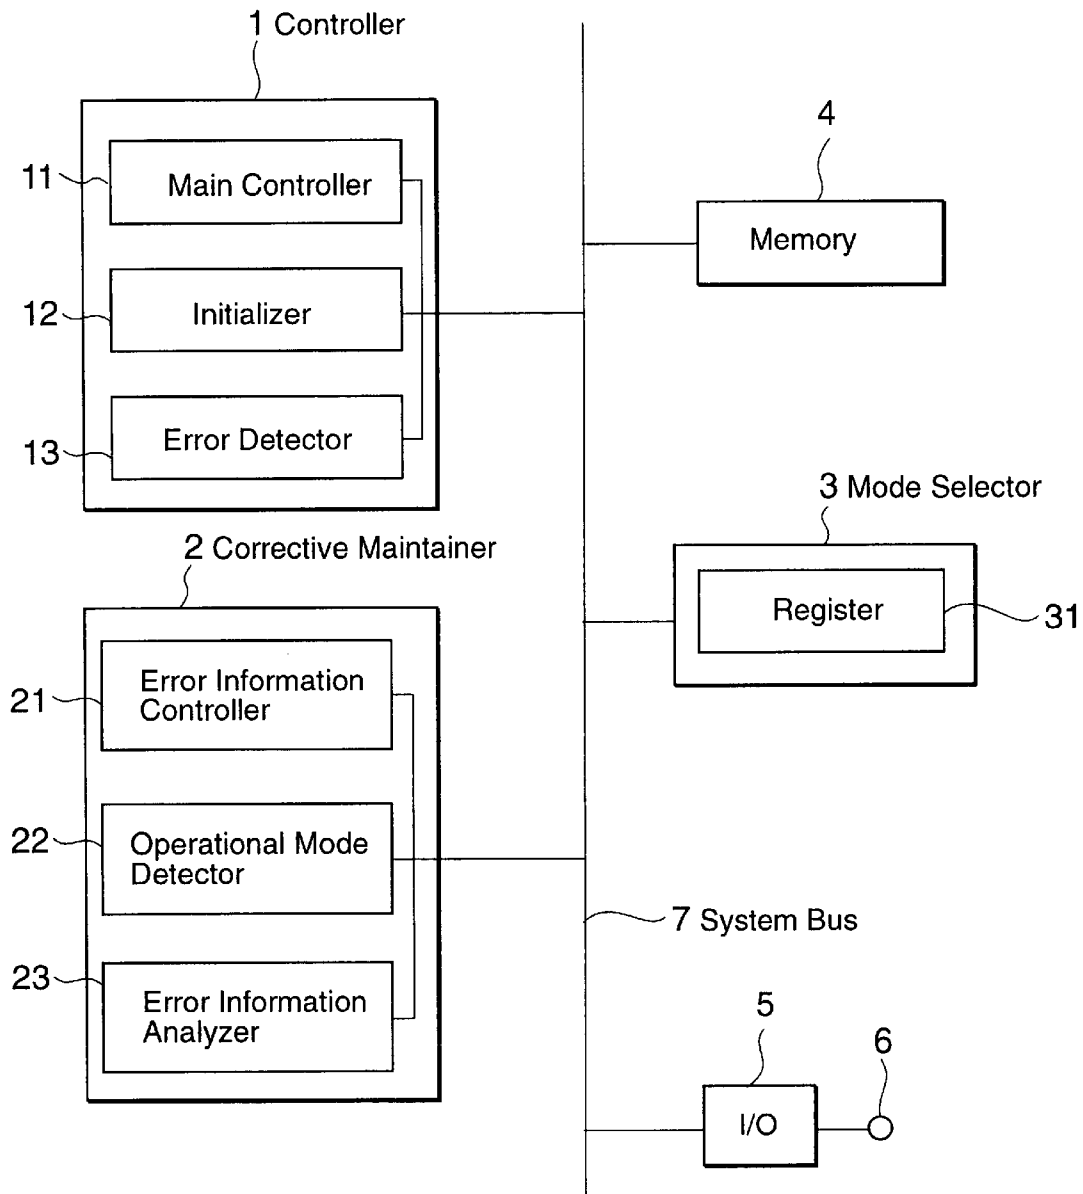 1 Controller
11
Main Controller
12
Initializer
13
Error Detector
2 Corrective Maintainer
21
Error Information
Controller
22
Operational Mode
Detector
23
Error Information
Analyzer
4
Memory
3 Mode Selector
Register
31
7 System Bus
5
I/O
6